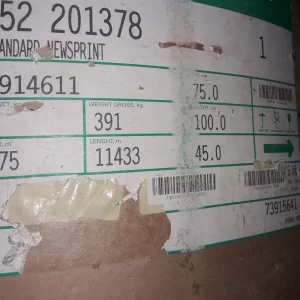 52 201378
ANDARD NEWSPRINT 1
914611 75.0
WEIGHT GROSS, kg
391 100.0
LENGHT, m
75 11433 45.0
73915641